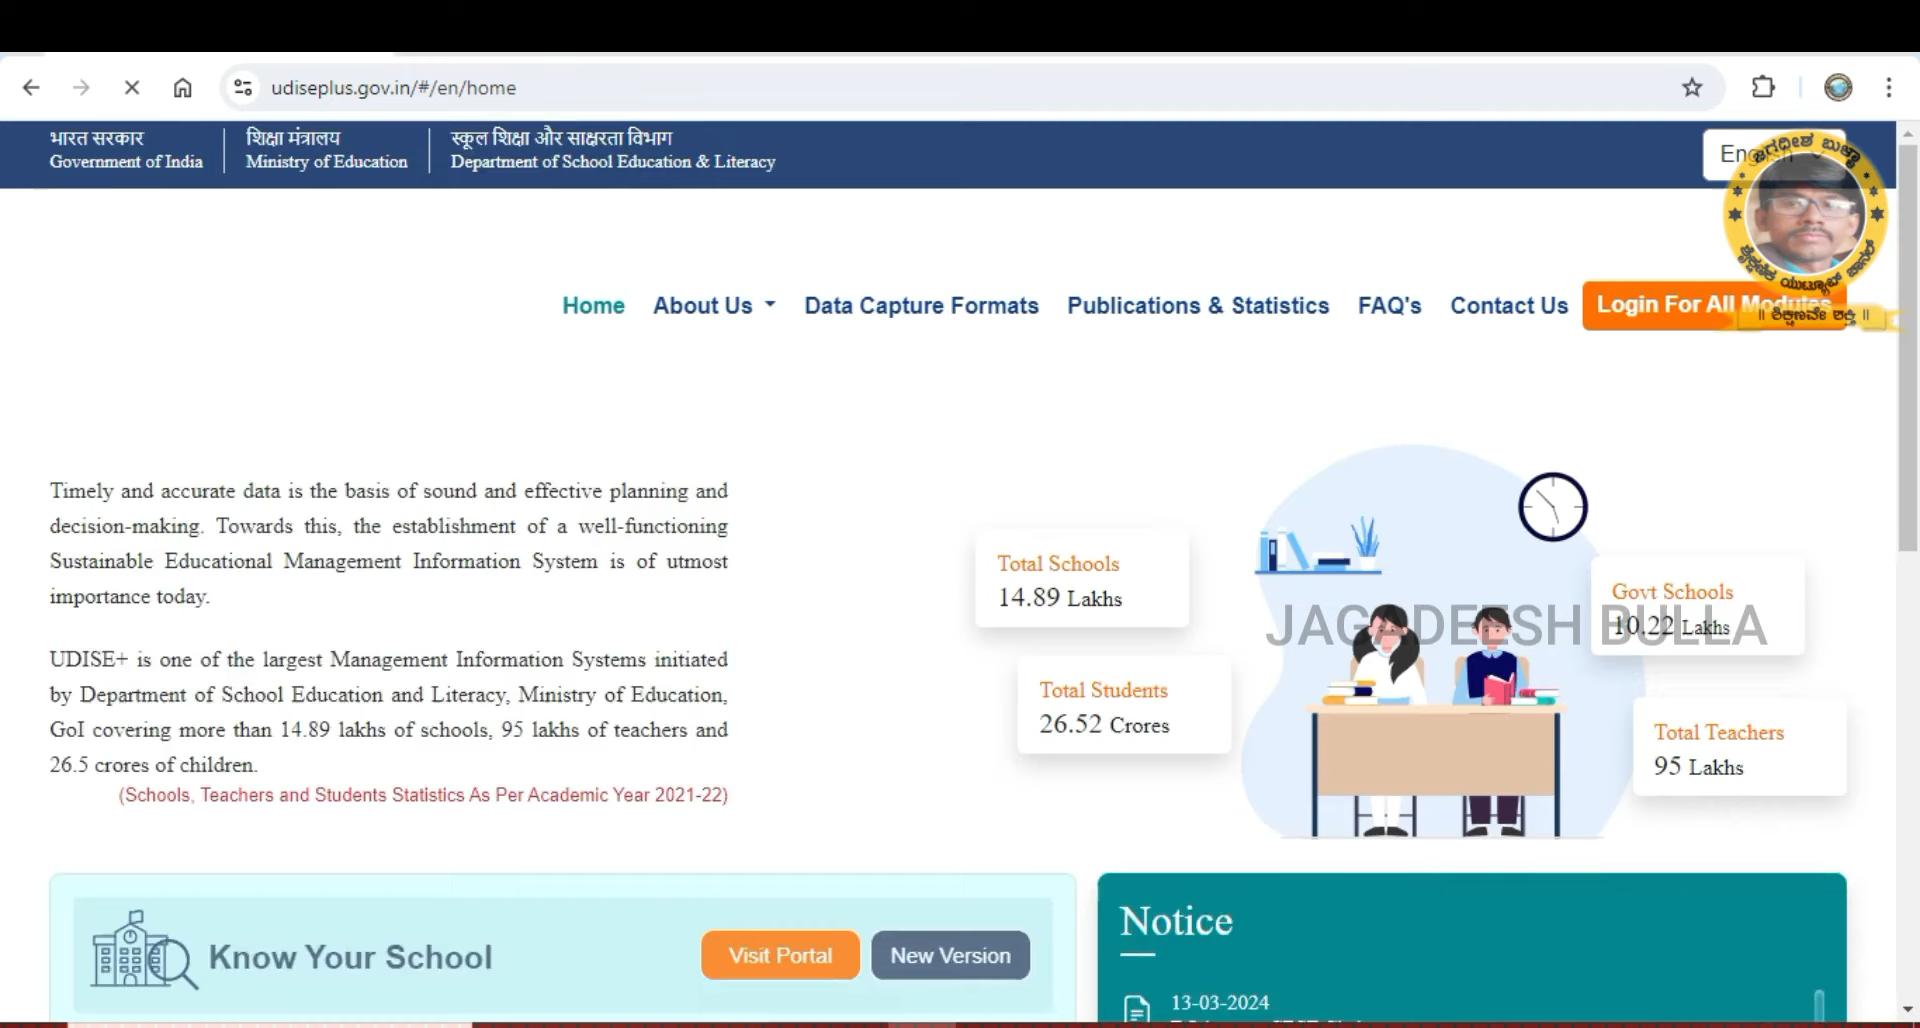 udiseplus.gov.in/#/en/home
भारत सरकार
Government of India
शिक्षा मंत्रालय
Ministry of Education
स्कूल शिक्षा और साक्षरता विभाग
Department of School Education & Literacy
English
ಜಗದೀಶ ಬುಳ್ಳಾ
ಶೈಕ್ಷಣಿಕ ಯುಟ್ಯೂಬ್ ಚಾನಲ್
॥ ಶಿಕ್ಷಣವೇ ಶಕ್ತಿ ॥
Home
About Us
Data Capture Formats
Publications & Statistics
FAQ's
Contact Us
Login For All Modules
Timely and accurate data is the basis of sound and effective planning and
decision-making. Towards this, the establishment of a well-functioning
Sustainable Educational Management Information System is of utmost
importance today.
UDISE+ is one of the largest Management Information Systems initiated
by Department of School Education and Literacy, Ministry of Education,
GoI covering more than 14.89 lakhs of schools, 95 lakhs of teachers and
26.5 crores of children.
(Schools, Teachers and Students Statistics As Per Academic Year 2021-22)
Total Schools
14.89 Lakhs
Total Students
26.52 Crores
Govt Schools
10.22 Lakhs
JAGADEESH BULLA
Total Teachers
95 Lakhs
Know Your School
Visit Portal
New Version
Notice
13-03-2024